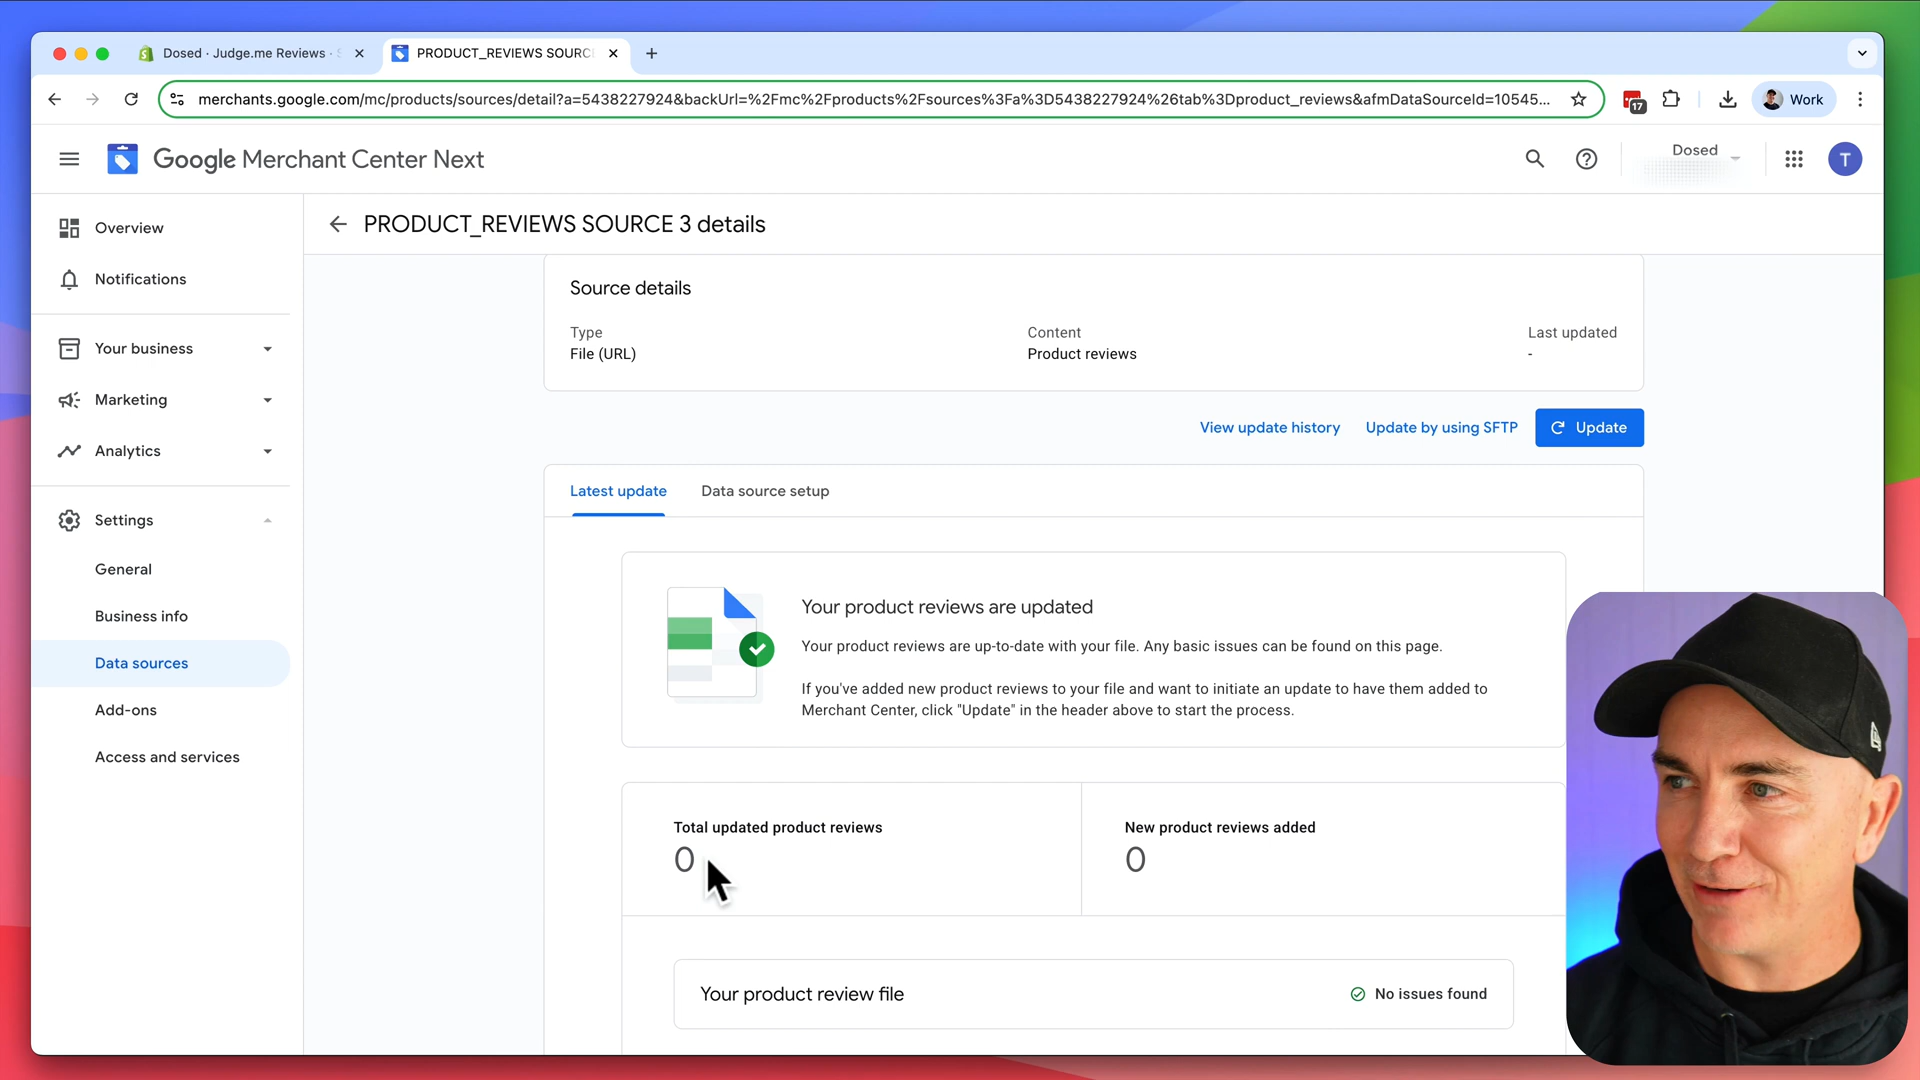 Dosed · Judge.me Reviews ·
PRODUCT_REVIEWS SOURC
merchants.google.com/mc/products/sources/detail?a=5438227924&backUrl=%2Fmc%2Fproducts%2Fsources%3Fa%3D5438227924%26tab%3Dproduct_reviews&afmDataSourceId=10545...
17
Work
Google Merchant Center Next
Dosed
T
Overview
Notifications
Your business
Marketing
Analytics
Settings
General
Business info
Data sources
Add-ons
Access and services
PRODUCT_REVIEWS SOURCE 3 details
Source details
Type
File (URL)
Content
Product reviews
Last updated
-
View update history
Update by using SFTP
Update
Latest update
Data source setup
Your product reviews are updated
Your product reviews are up-to-date with your file. Any basic issues can be found on this page.
If you've added new product reviews to your file and want to initiate an update to have them added to
Merchant Center, click "Update" in the header above to start the process.
Total updated product reviews
0
New product reviews added
0
Your product review file
No issues found